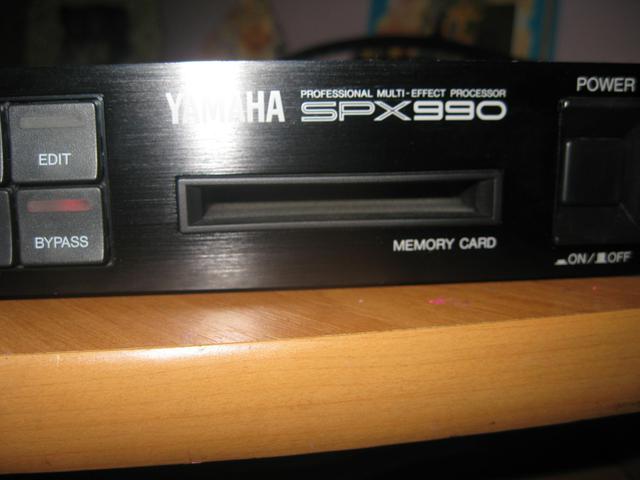 POWER
PROFESSIONAL MULTI-EFFECT PROCESSOR
YAMAHA SPX990
EDIT
BYPASS
MEMORY CARD
ON/ OFF